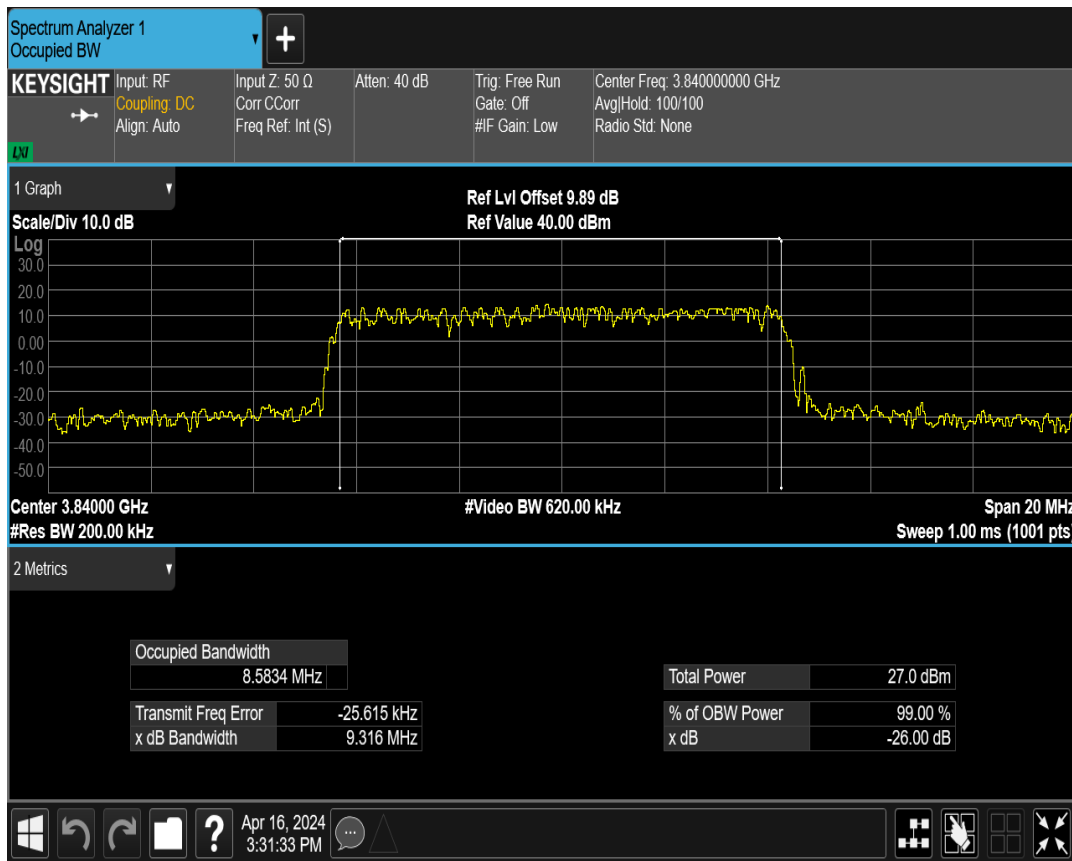 Spectrum Analyzer 1
Occupied BW
+
KEYSIGHT
Input: RF
Coupling: DC
Align: Auto
Input Z: 50 Ω
Corr CCorr
Freq Ref: Int (S)
Atten: 40 dB
Trig: Free Run
Gate: Off
#IF Gain: Low
Center Freq: 3.840000000 GHz
Avg|Hold: 100/100
Radio Std: None
LXI
1 Graph
Ref Lvl Offset 9.89 dB
Scale/Div 10.0 dB
Ref Value 40.00 dBm
Log
30.0
20.0
10.0
0.00
-10.0
-20.0
-30.0
-40.0
-50.0
Center 3.84000 GHz
#Video BW 620.00 kHz
Span 20 MHz
#Res BW 200.00 kHz
Sweep 1.00 ms (1001 pts)
2 Metrics
Occupied Bandwidth
8.5834 MHz
Total Power 27.0 dBm
Transmit Freq Error -25.615 kHz
% of OBW Power 99.00 %
x dB Bandwidth 9.316 MHz
x dB -26.00 dB
?
Apr 16, 2024
3:31:33 PM